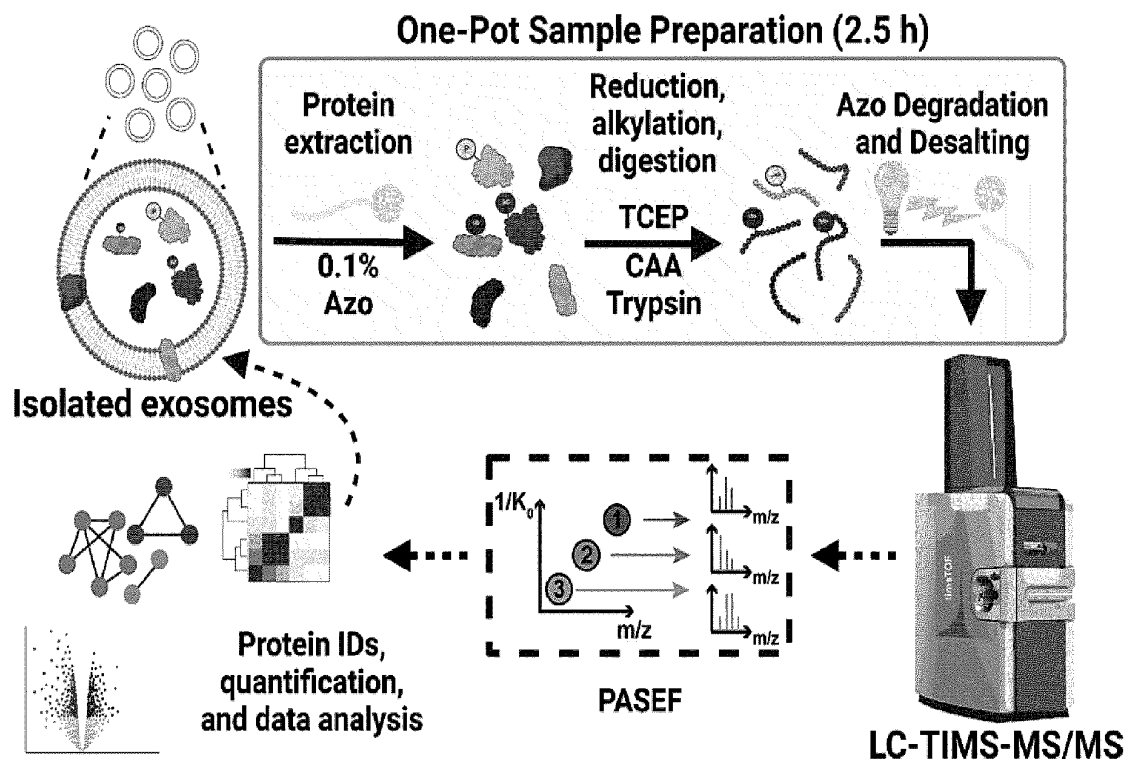 One-Pot Sample Preparation (2.5 h)
Protein
extraction
0.1%
Azo
Reduction,
alkylation,
digestion
TCEP
CAA
Trypsin
Azo Degradation
and Desalting
P
Isolated exosomes
1/K0
1
2
3
m/z
m/z
m/z
m/z
PASEF
timsTOF
LC-TIMS-MS/MS
Protein IDs,
quantification,
and data analysis